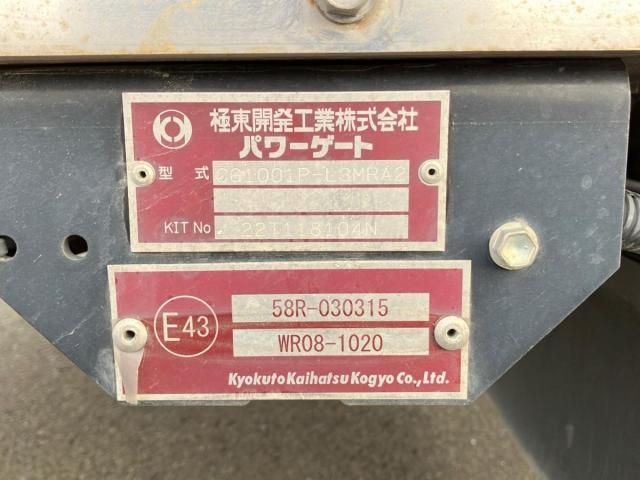 極東開発工業株式会社
パワーゲート
型 式 CG1001P-L3MRA2
KIT No 22T118104N
E43
58R-030315
WR08-1020
Kyokuto Kaihatsu Kogyo Co., Ltd.